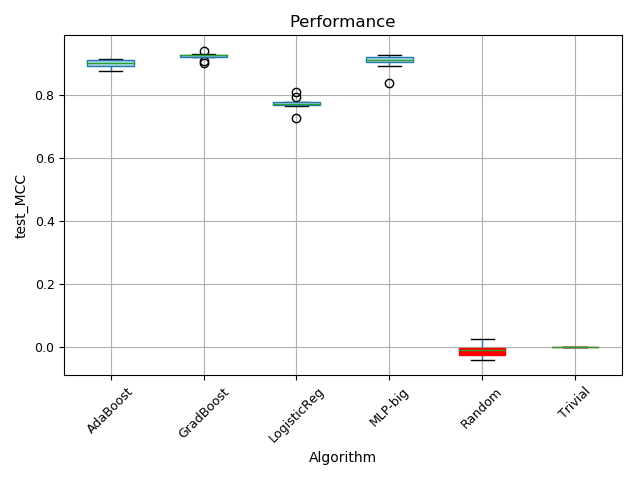 Performance
test_MCC
0.8
0.6
0.4
0.2
0.0
AdaBoost
GradBoost
LogisticReg
MLP-big
Random
Trivial
Algorithm